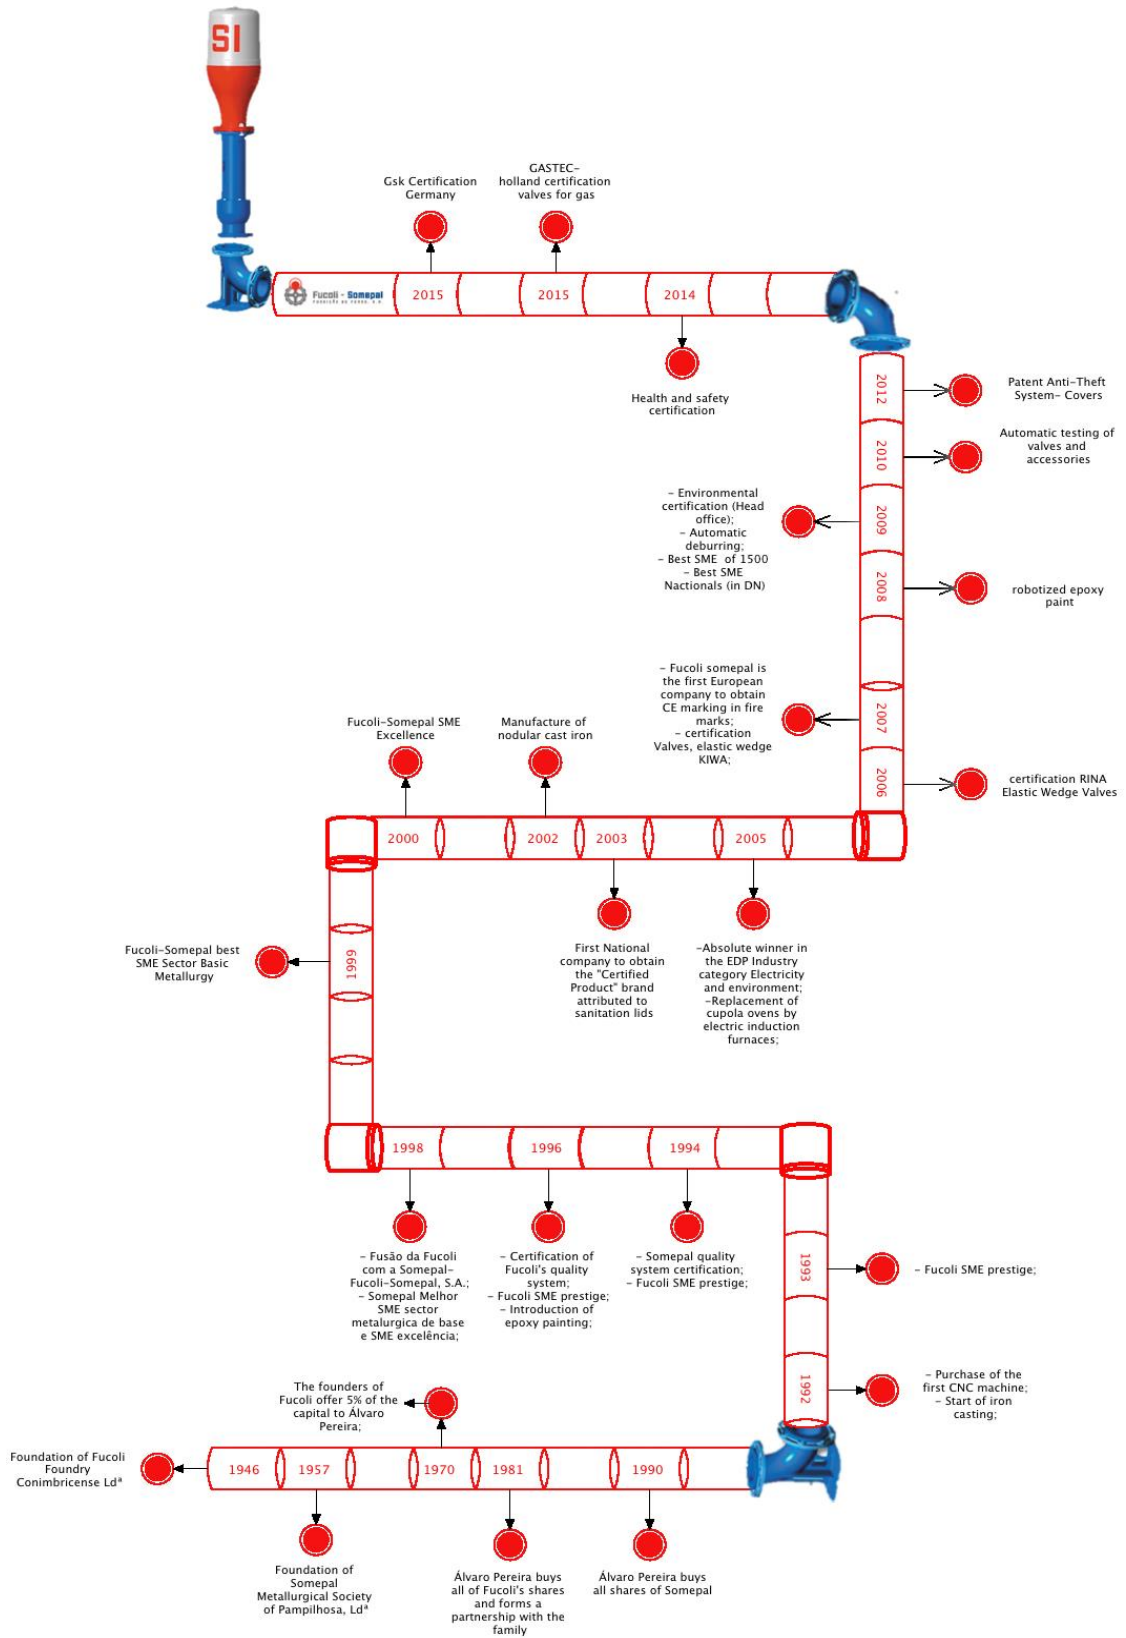 SI
GASTEC-
holland certification
valves for gas
Gsk Certification
Germany
Fucoli - Somepal
2015
2015
2014
Health and safety
certification
2012
Patent Anti-Theft
System- Covers
2010
Automatic testing of
valves and
accessories
2009
- Environmental
certification (Head
office);
- Automatic
deburring;
- Best SME of 1500
- Best SME
Nactionals (in DN)
2008
robotized epoxy
paint
2007
- Fucoli somepal is
the first European
company to obtain
CE marking in fire
marks;
- certification
Valves, elastic wedge
KIWA;
2006
certification RINA
Elastic Wedge Valves
Fucoli-Somepal SME
Excellence
Manufacture of
nodular cast iron
2000
2002
2003
2005
First National
company to obtain
the "Certified
Product" brand
attributed to
sanitation lids
-Absolute winner in
the EDP Industry
category Electricity
and environment;
-Replacement of
cupola ovens by
electric induction
furnaces;
Fucoli-Somepal best
SME Sector Basic
Metallurgy
1999
1998
1996
1994
- Fusão da Fucoli
com a Somepal-
Fucoli-Somepal, S.A.;
- Somepal Melhor
SME sector
metalurgica de base
e SME excelência;
- Certification of
Fucoli's quality
system;
- Fucoli SME prestige;
- Introduction of
epoxy painting;
- Somepal quality
system certification;
- Fucoli SME prestige;
1993
- Fucoli SME prestige;
1992
- Purchase of the
first CNC machine;
- Start of iron
casting;
The founders of
Fucoli offer 5% of the
capital to Álvaro
Pereira;
Foundation of Fucoli
Foundry
Conimbricense Ldª
1946
1957
1970
1981
1990
Foundation of
Somepal
Metallurgical Society
of Pampilhosa, Ldª
Álvaro Pereira buys
all of Fucoli's shares
and forms a
partnership with the
family
Álvaro Pereira buys
all shares of Somepal